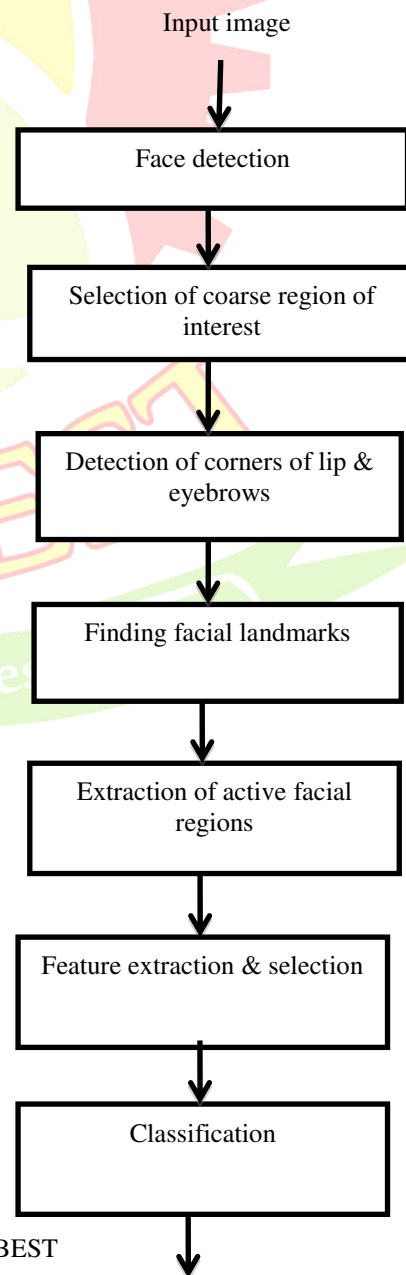 Input image
Face detection
Selection of coarse region of
interest
Detection of corners of lip &
eyebrows
Finding facial landmarks
Extraction of active facial
regions
Feature extraction & selection
Classification
BEST